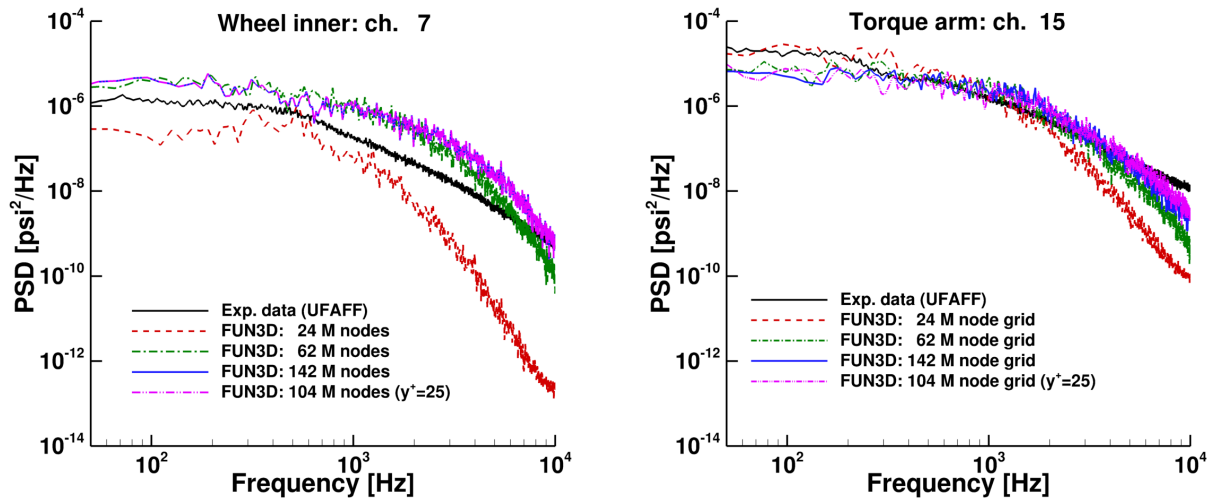 Wheel inner: ch. 7
PSD [psi²/Hz]
10⁻⁴
10⁻⁶
10⁻⁸
10⁻¹⁰
10⁻¹²
10⁻¹⁴
Exp. data (UFAFF)
FUN3D: 24 M nodes
FUN3D: 62 M nodes
FUN3D: 142 M nodes
FUN3D: 104 M nodes (y⁺=25)
10² 10³ 10⁴
Frequency [Hz]
Torque arm: ch. 15
PSD [psi²/Hz]
10⁻⁴
10⁻⁶
10⁻⁸
10⁻¹⁰
10⁻¹²
10⁻¹⁴
Exp. data (UFAFF)
FUN3D: 24 M node grid
FUN3D: 62 M node grid
FUN3D: 142 M node grid
FUN3D: 104 M node grid (y⁺=25)
10² 10³ 10⁴
Frequency [Hz]